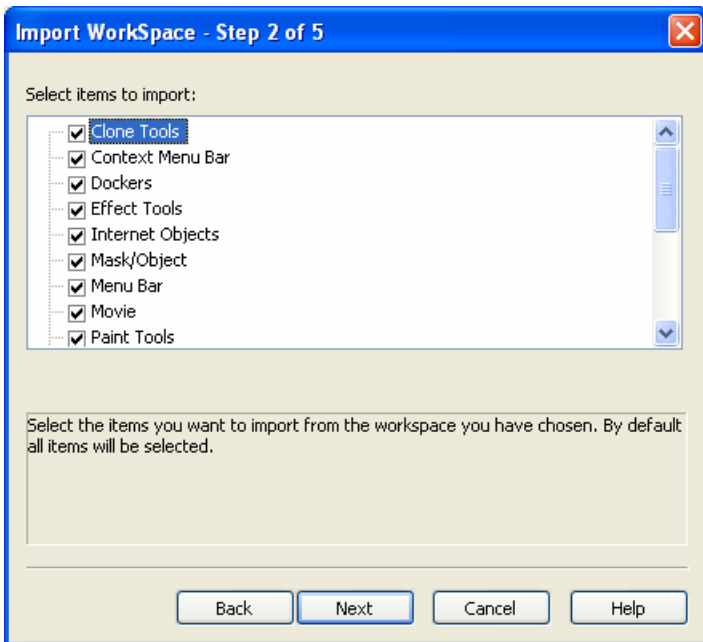 Import WorkSpace - Step 2 of 5
Select items to import:
Clone Tools
Context Menu Bar
Dockers
Effect Tools
Internet Objects
Mask/Object
Menu Bar
Movie
Paint Tools
Select the items you want to import from the workspace you have chosen. By default
all items will be selected.
Back Next Cancel Help